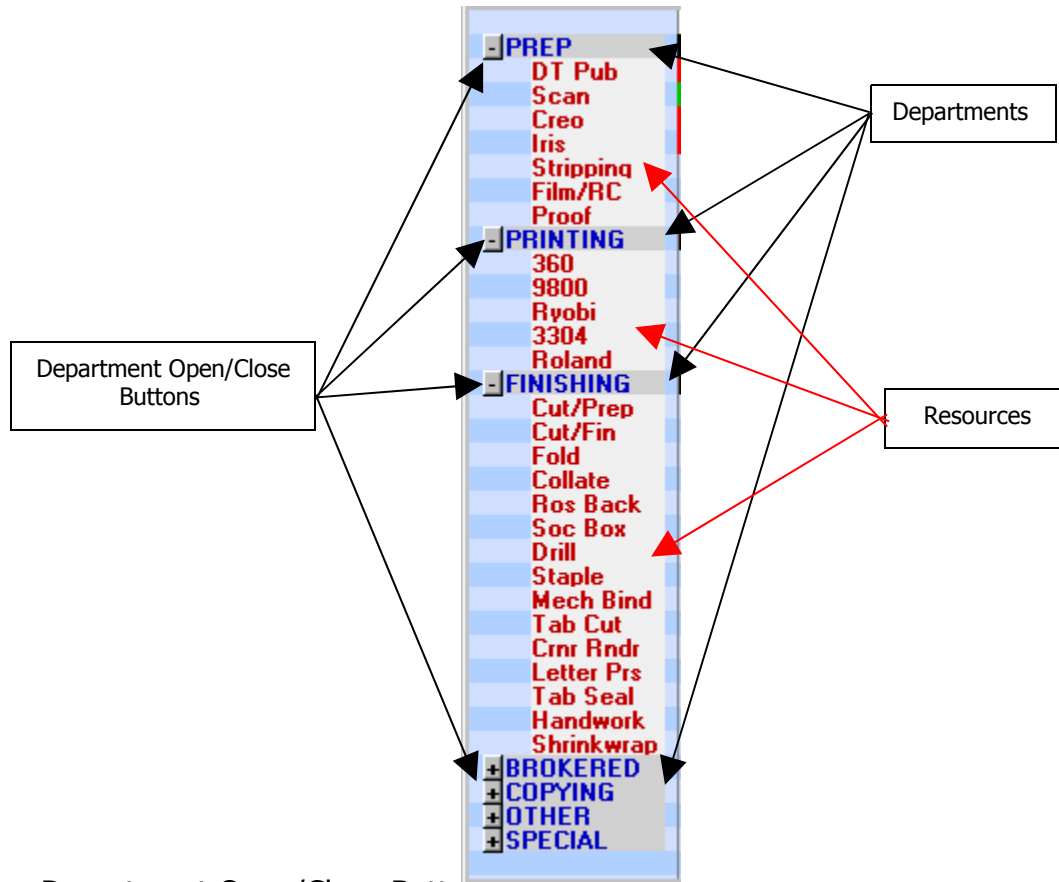 - PREP
DT Pub
Scan
Creo
Iris
Stripping
Film/RC
Proof
- PRINTING
360
9800
Ryobi
3304
Roland
- FINISHING
Cut/Prep
Cut/Fin
Fold
Collate
Ros Back
Soc Box
Drill
Staple
Mech Bind
Tab Cut
Crnr Rndr
Letter Prs
Tab Seal
Handwork
Shrinkwrap
+ BROKERED
+ COPYING
+ OTHER
+ SPECIAL
Department Open/Close
Buttons
Departments
Resources